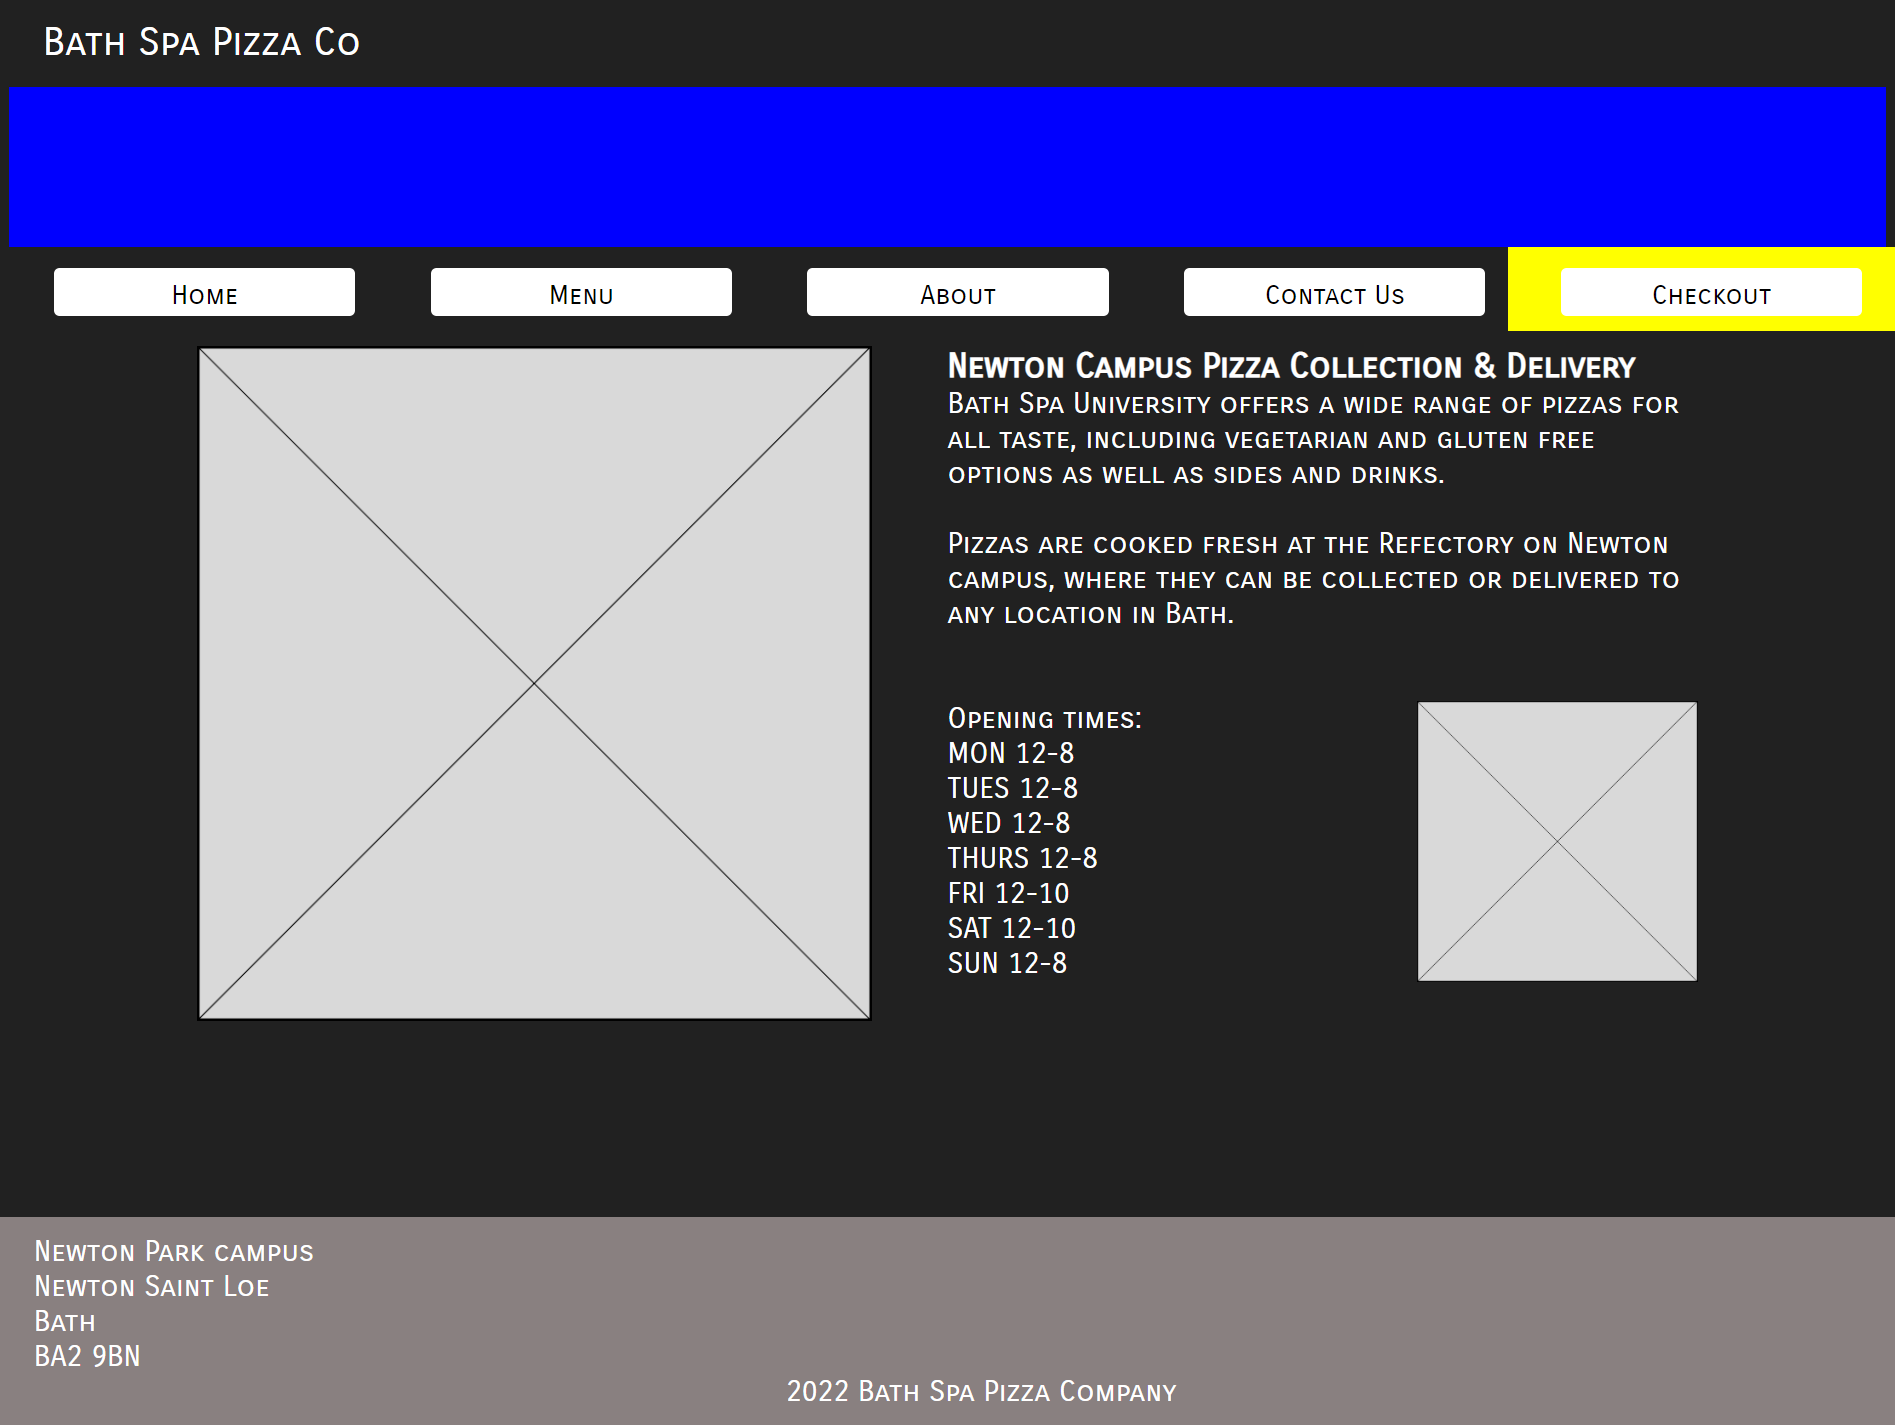 Bath Spa Pizza Co
Home
Menu
About
Contact Us
Checkout
Newton Campus Pizza Collection & Delivery
Bath Spa University offers a wide range of pizzas for
all taste, including vegetarian and gluten free
options as well as sides and drinks.
Pizzas are cooked fresh at the Refectory on Newton
campus, where they can be collected or delivered to
any location in Bath.
Opening times:
MON 12-8
TUES 12-8
WED 12-8
THURS 12-8
FRI 12-10
SAT 12-10
SUN 12-8
Newton Park campus
Newton Saint Loe
Bath
BA2 9BN
2022 Bath Spa Pizza Company